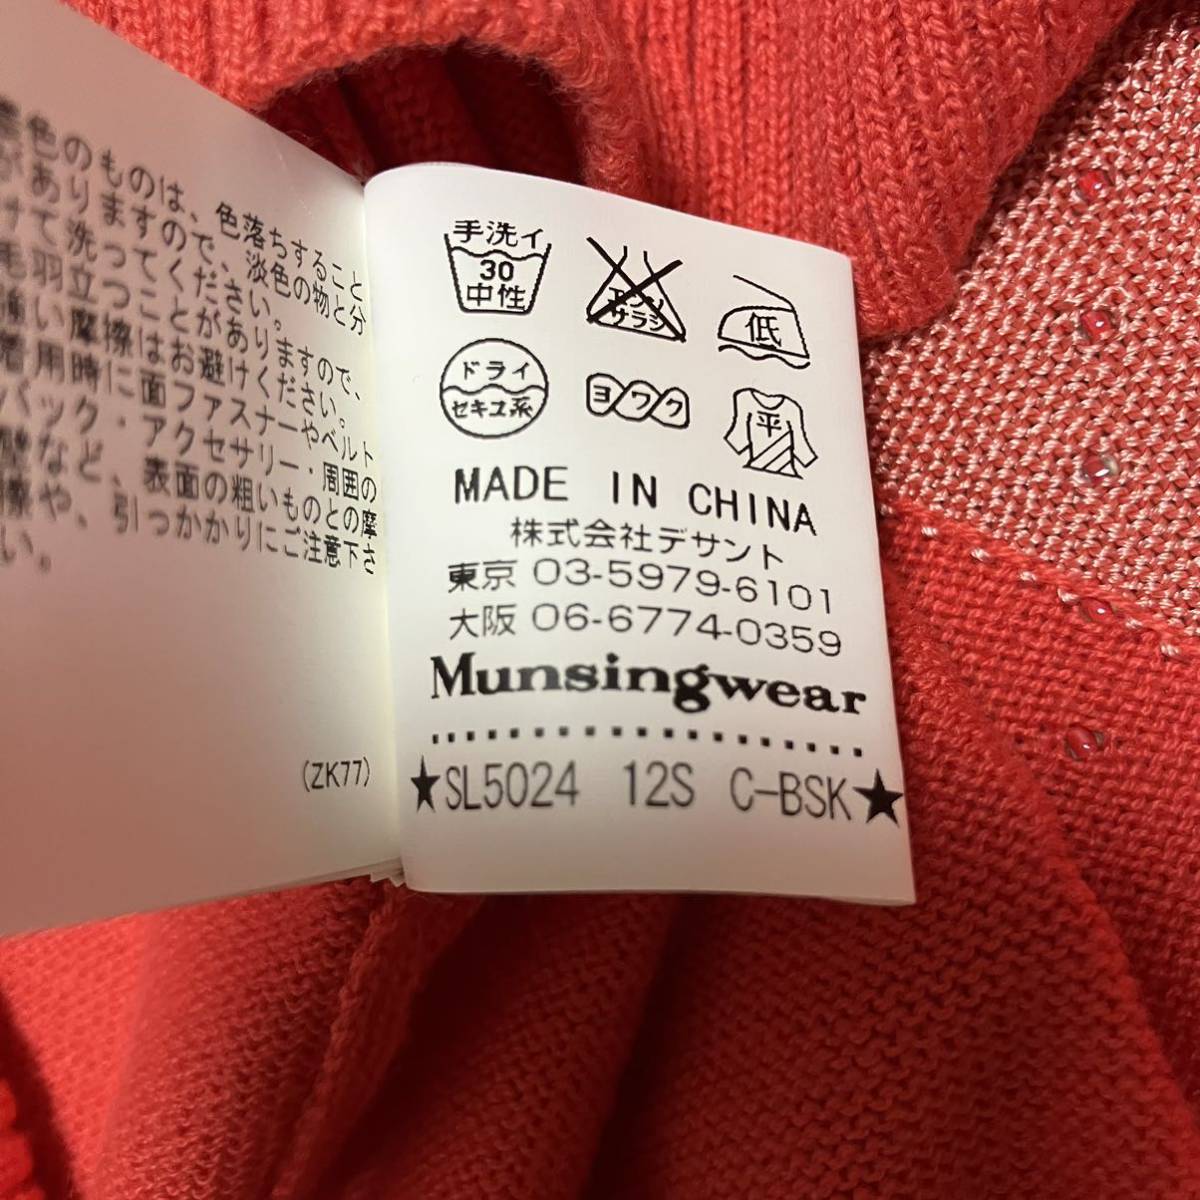 色のものは、色落ちすること
がありますので、淡色の物と分
けて洗ってください。
毛羽立つことがありますので、
強い摩擦はお避けください。
着用時に面ファスナーやベルト
バック・アクセサリー・周囲の
壁など、表面の粗いものとの摩
擦や、引っかかりにご注意下さ
い。
(ZK77)
手洗イ
30
中性
エンソ
サラシ
低
ドライ
セキユ系
ヨワク
平
MADE IN CHINA
株式会社デサント
東京 03-5979-6101
大阪 06-6774-0359
Munsingwear
★SL5024 12S C-BSK★